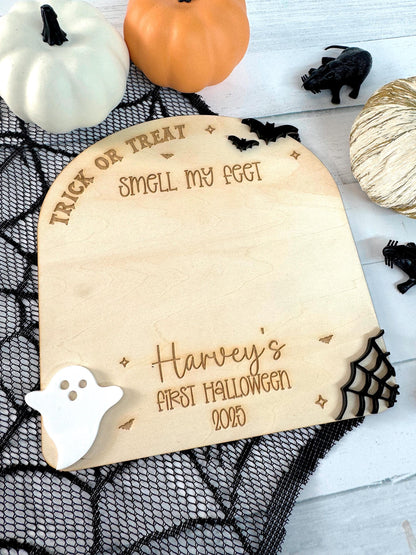 TRICK OR TREAT
SMELL MY FEET
Harvey's
FIRST HALLOWEEN
2025